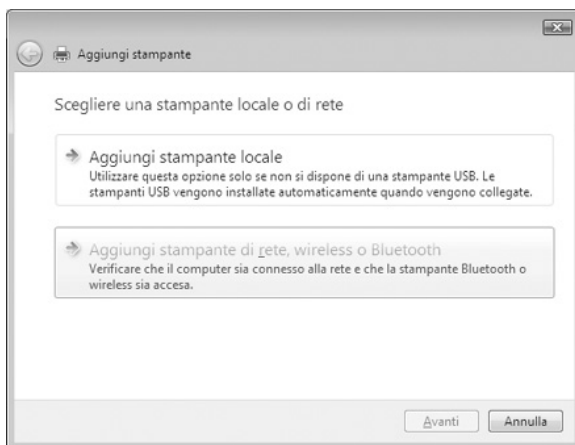 Aggiungi stampante
Scegliere una stampante locale o di rete
Aggiungi stampante locale
Utilizzare questa opzione solo se non si dispone di una stampante USB. Le
stampanti USB vengono installate automaticamente quando vengono collegate.
Aggiungi stampante di rete, wireless o Bluetooth
Verificare che il computer sia connesso alla rete e che la stampante Bluetooth o
wireless sia accesa.
Avanti
Annulla